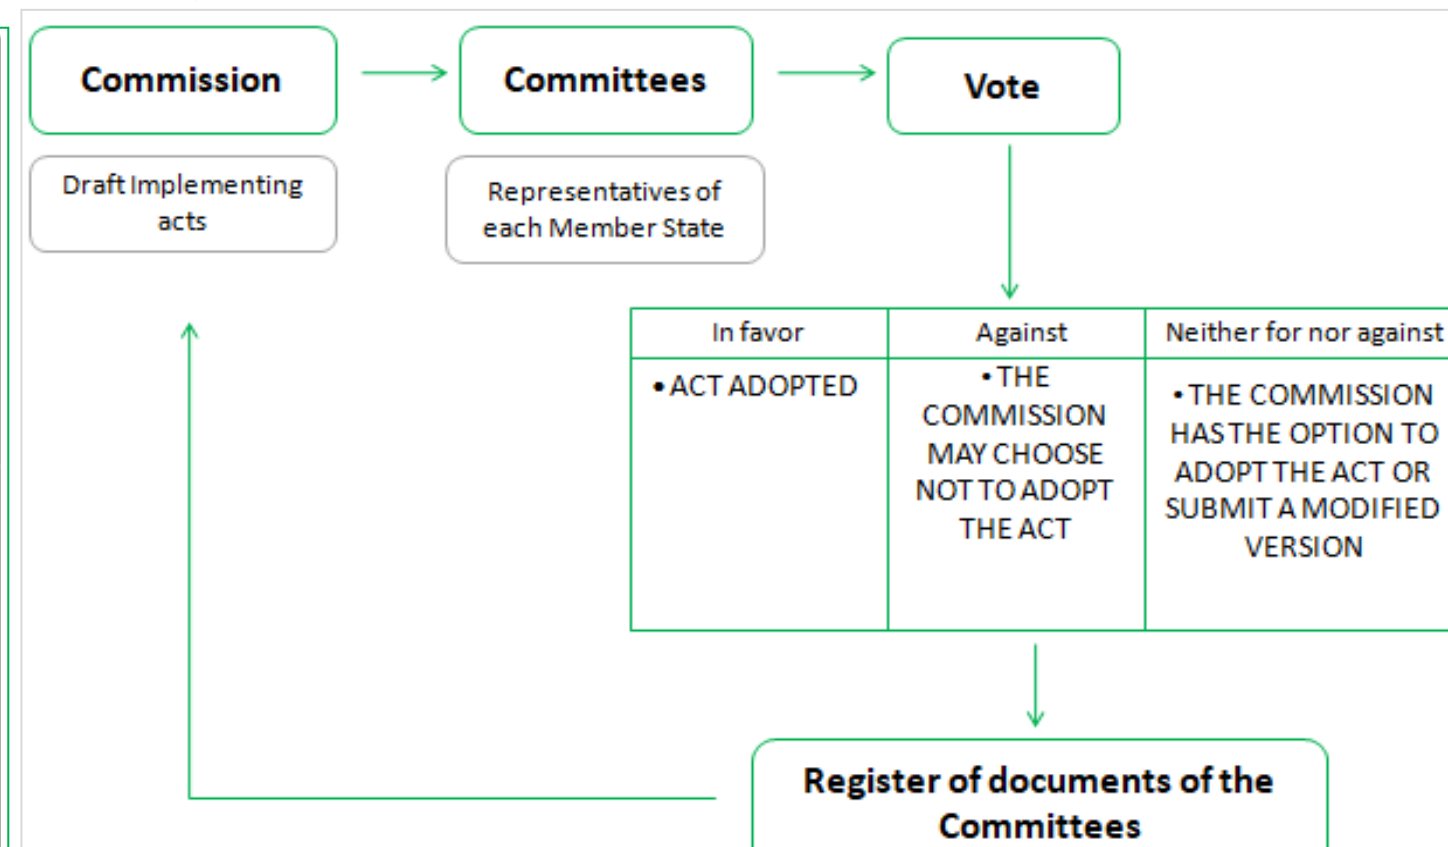 Commission
Committees
Vote
Draft Implementing
acts
Representatives of
each Member State
In favor
Against
Neither for nor against
• ACT ADOPTED
• THE
COMMISSION
MAY CHOOSE
NOT TO ADOPT
THE ACT
• THE COMMISSION
HAS THE OPTION TO
ADOPT THE ACT OR
SUBMIT A MODIFIED
VERSION
Register of documents of the
Committees